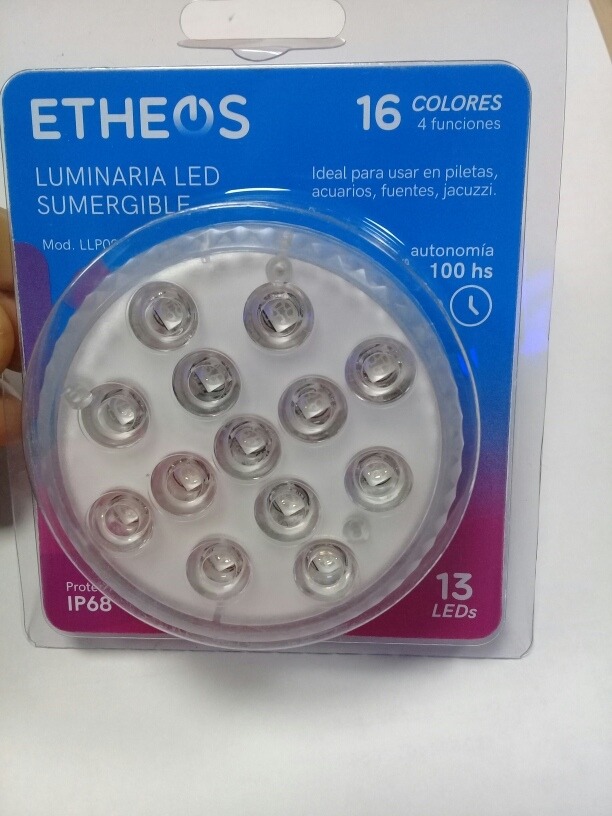 ETHEOS
16 COLORES
4 funciones
LUMINARIA LED
SUMERGIBLE
Ideal para usar en piletas,
acuarios, fuentes, jacuzzi.
Mod.
autonomía
100 hs
IP68
13
LEDs